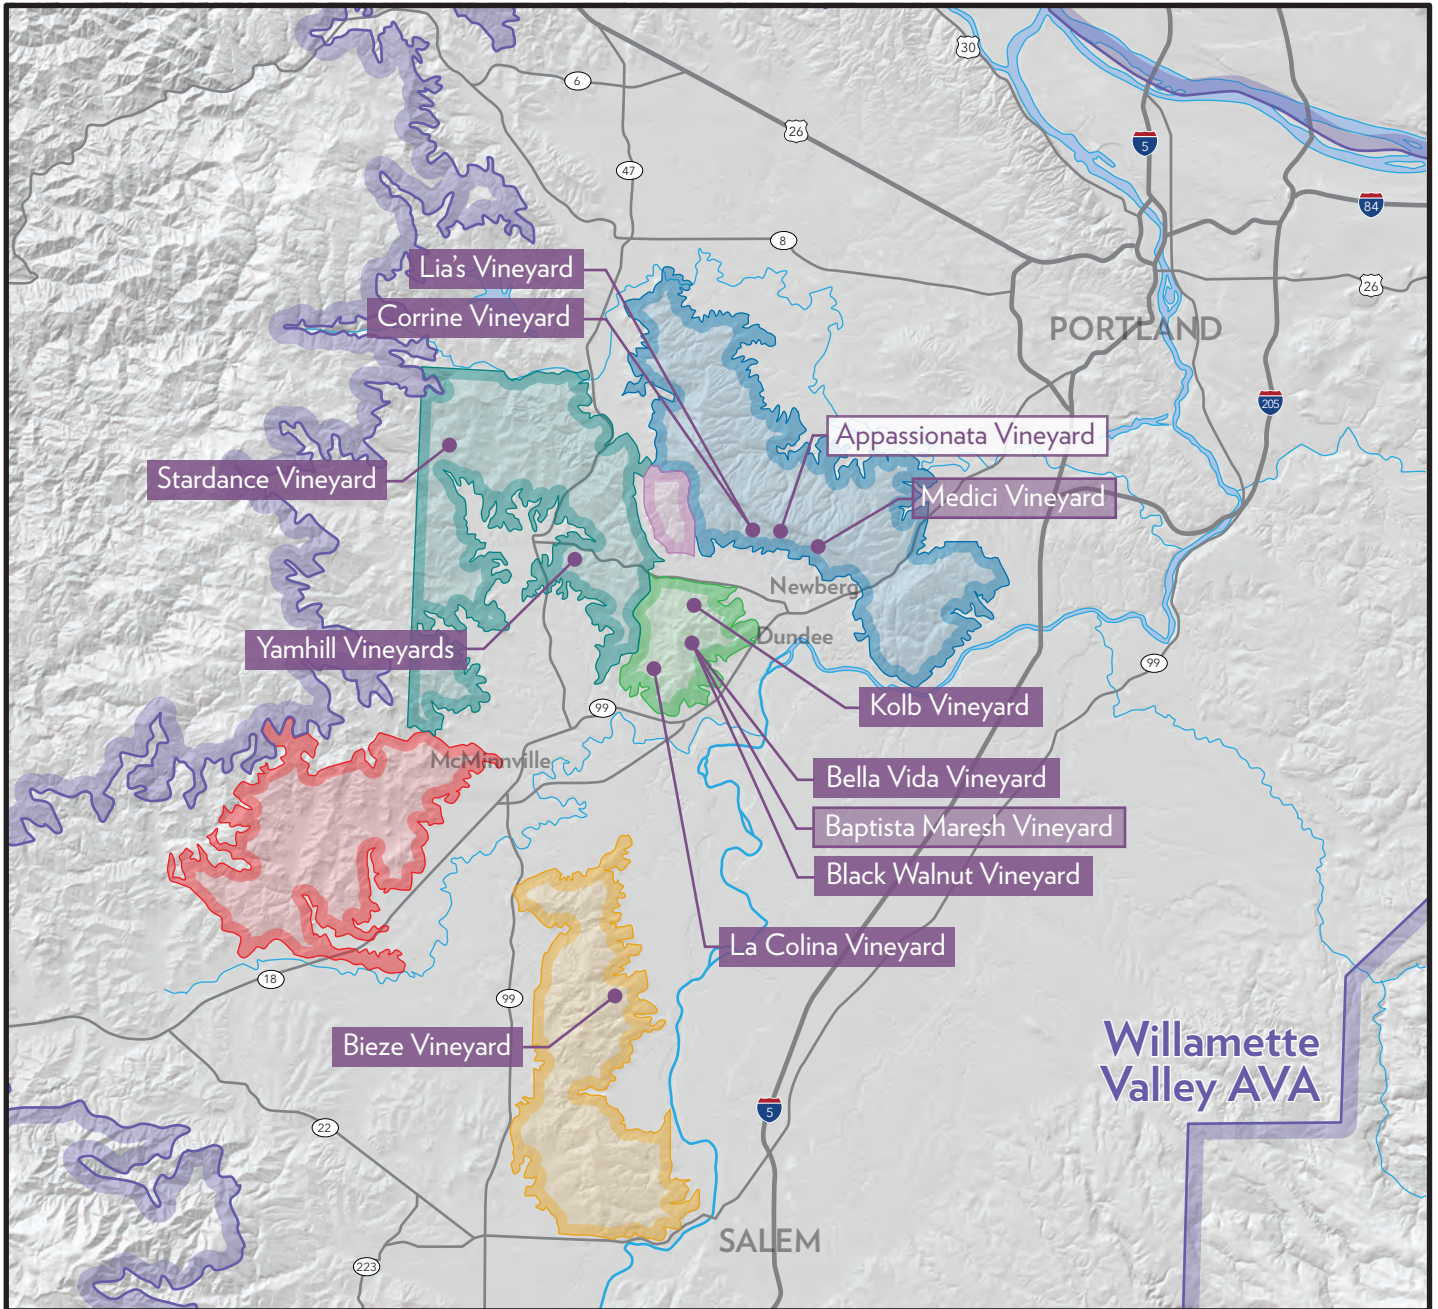 30
6
26
5
47
84
8
Lia's Vineyard
26
Corrine Vineyard
PORTLAND
205
Appassionata Vineyard
Stardance Vineyard
Medici Vineyard
Newberg
Dundee
Yamhill Vineyards
99
99
Kolb Vineyard
McMinnville
Bella Vida Vineyard
Baptista Maresh Vineyard
Black Walnut Vineyard
La Colina Vineyard
18
99
Bieze Vineyard
Willamette
Valley AVA
5
22
SALEM
223